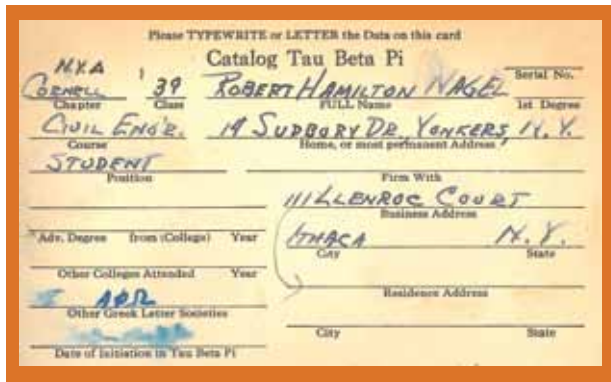 Please TYPEWRITE or LETTER the Data on this card
Catalog Tau Beta Pi
N.Y.A
CORNELL 39 ROBERT HAMILTON NAGEL Serial No.
Chapter Class FULL Name 1st Degree
CIVIL ENG'R. 19 SUDBURY DR. YONKERS, N.Y.
Course Home, or most permanent Address
STUDENT
Position Firm With
HILLENROC COURT
Business Address
ITHACA N.Y.
Adv. Degree from (College) Year City State
Other Colleges Attended Year
Residence Address
ΑΦΩ
Other Greek Letter Societies
City State
Date of Initiation in Tau Beta Pi